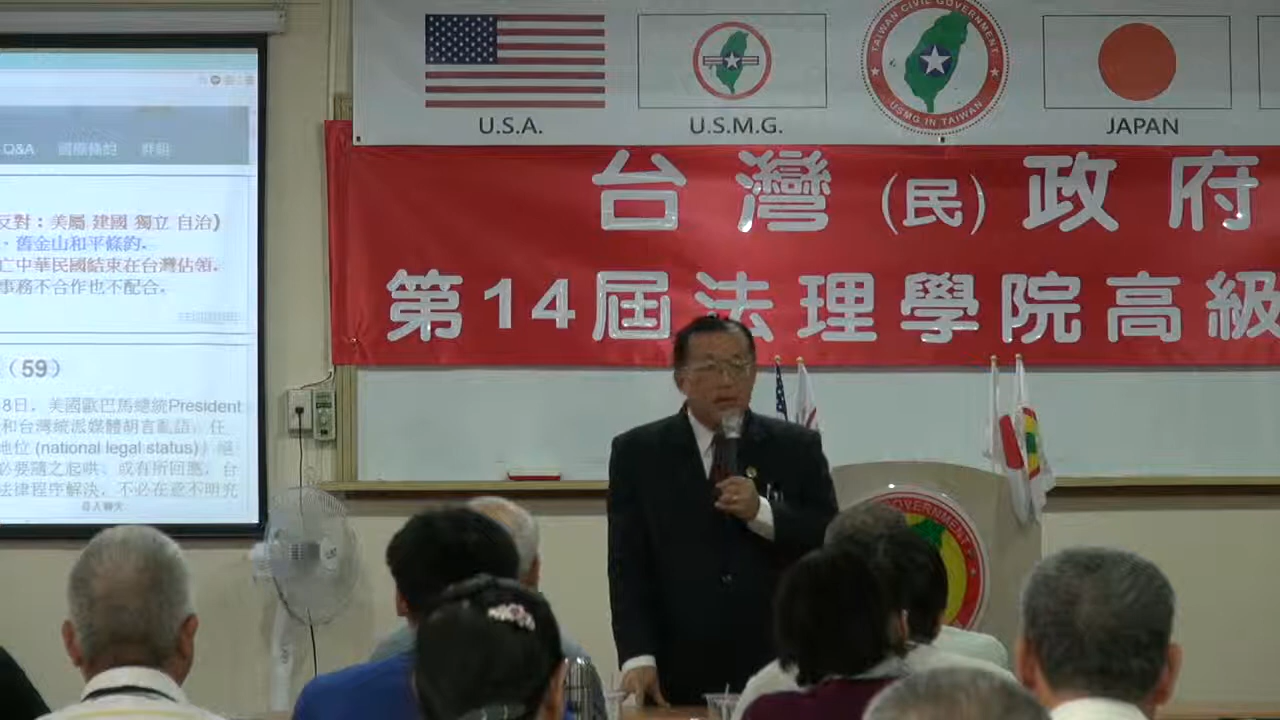 U.S.A.
U.S.M.G.
TAIWAN CIVIL GOVERNMENT
USMG IN TAIWAN
JAPAN
台灣(民)政府
第14屆法理學院高級
Q&A 國際條約 群組
反對：美屬 建國 獨立 自治)
舊金山和平條約.
亡中華民國結束在台灣佔領.
事務不合作也不配合.
(59)
8日，美國歐巴馬總統President
和台灣統派媒體胡言亂語，任
地位 (national legal status)
必要隨之起哄，或有所回應，台
法律程序解決，不必在意不明究
GOVERNMENT